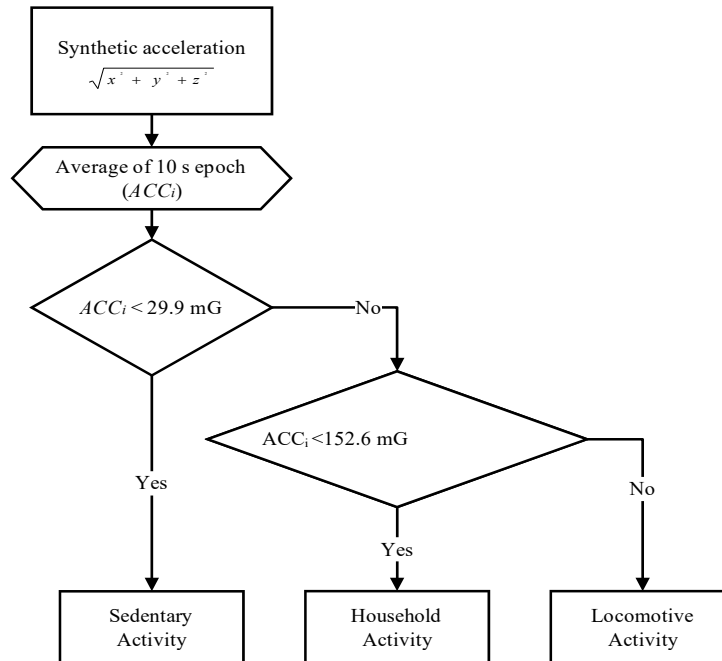 Synthetic acceleration
√x² + y² + z²
Average of 10 s epoch
(ACCi)
ACCi < 29.9 mG
No
ACCi <152.6 mG
Yes
No
Yes
Sedentary
Activity
Household
Activity
Locomotive
Activity